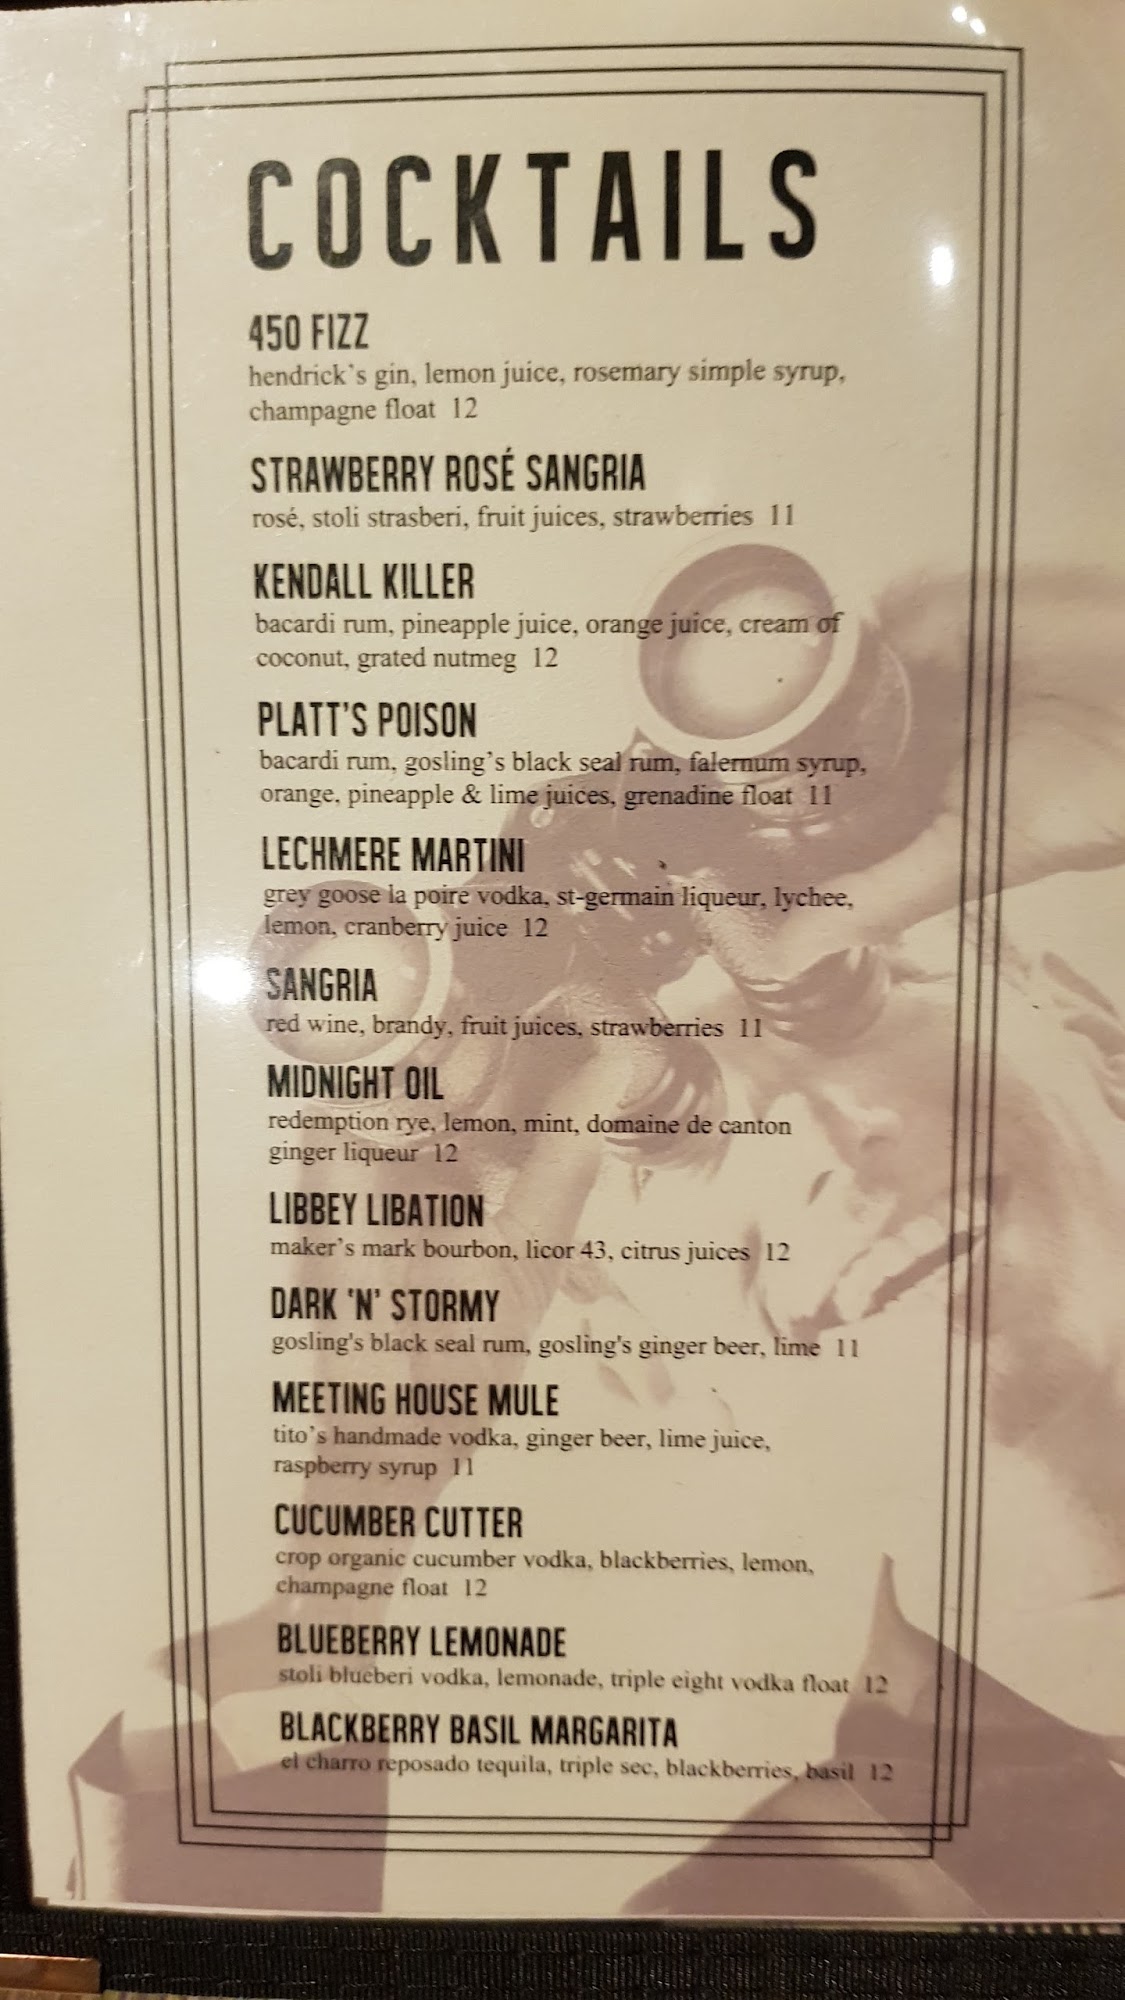 COCKTAILS
450 FIZZ
hendrick's gin, lemon juice, rosemary simple syrup,
champagne float 12
STRAWBERRY ROSÉ SANGRIA
rosé, stoli strasberi, fruit juices, strawberries 11
KENDALL KILLER
bacardi rum, pineapple juice, orange juice, cream of
coconut, grated nutmeg 12
PLATT'S POISON
bacardi rum, gosling's black seal rum, falernum syrup,
orange, pineapple & lime juices, grenadine float 11
LECHMERE MARTINI
grey goose la poire vodka, st-germain liqueur, lychee,
lemon, cranberry juice 12
SANGRIA
red wine, brandy, fruit juices, strawberries 11
MIDNIGHT OIL
redemption rye, lemon, mint, domaine de canton
ginger liqueur 12
LIBBEY LIBATION
maker's mark bourbon, licor 43, citrus juices 12
DARK 'N' STORMY
gosling's black seal rum, gosling's ginger beer, lime 11
MEETING HOUSE MULE
tito's handmade vodka, ginger beer, lime juice,
raspberry syrup 11
CUCUMBER CUTTER
crop organic cucumber vodka, blackberries, lemon,
champagne float 12
BLUEBERRY LEMONADE
stoli blueberi vodka, lemonade, triple eight vodka float 12
BLACKBERRY BASIL MARGARITA
el charro reposado tequila, triple sec, blackberries, basil 12